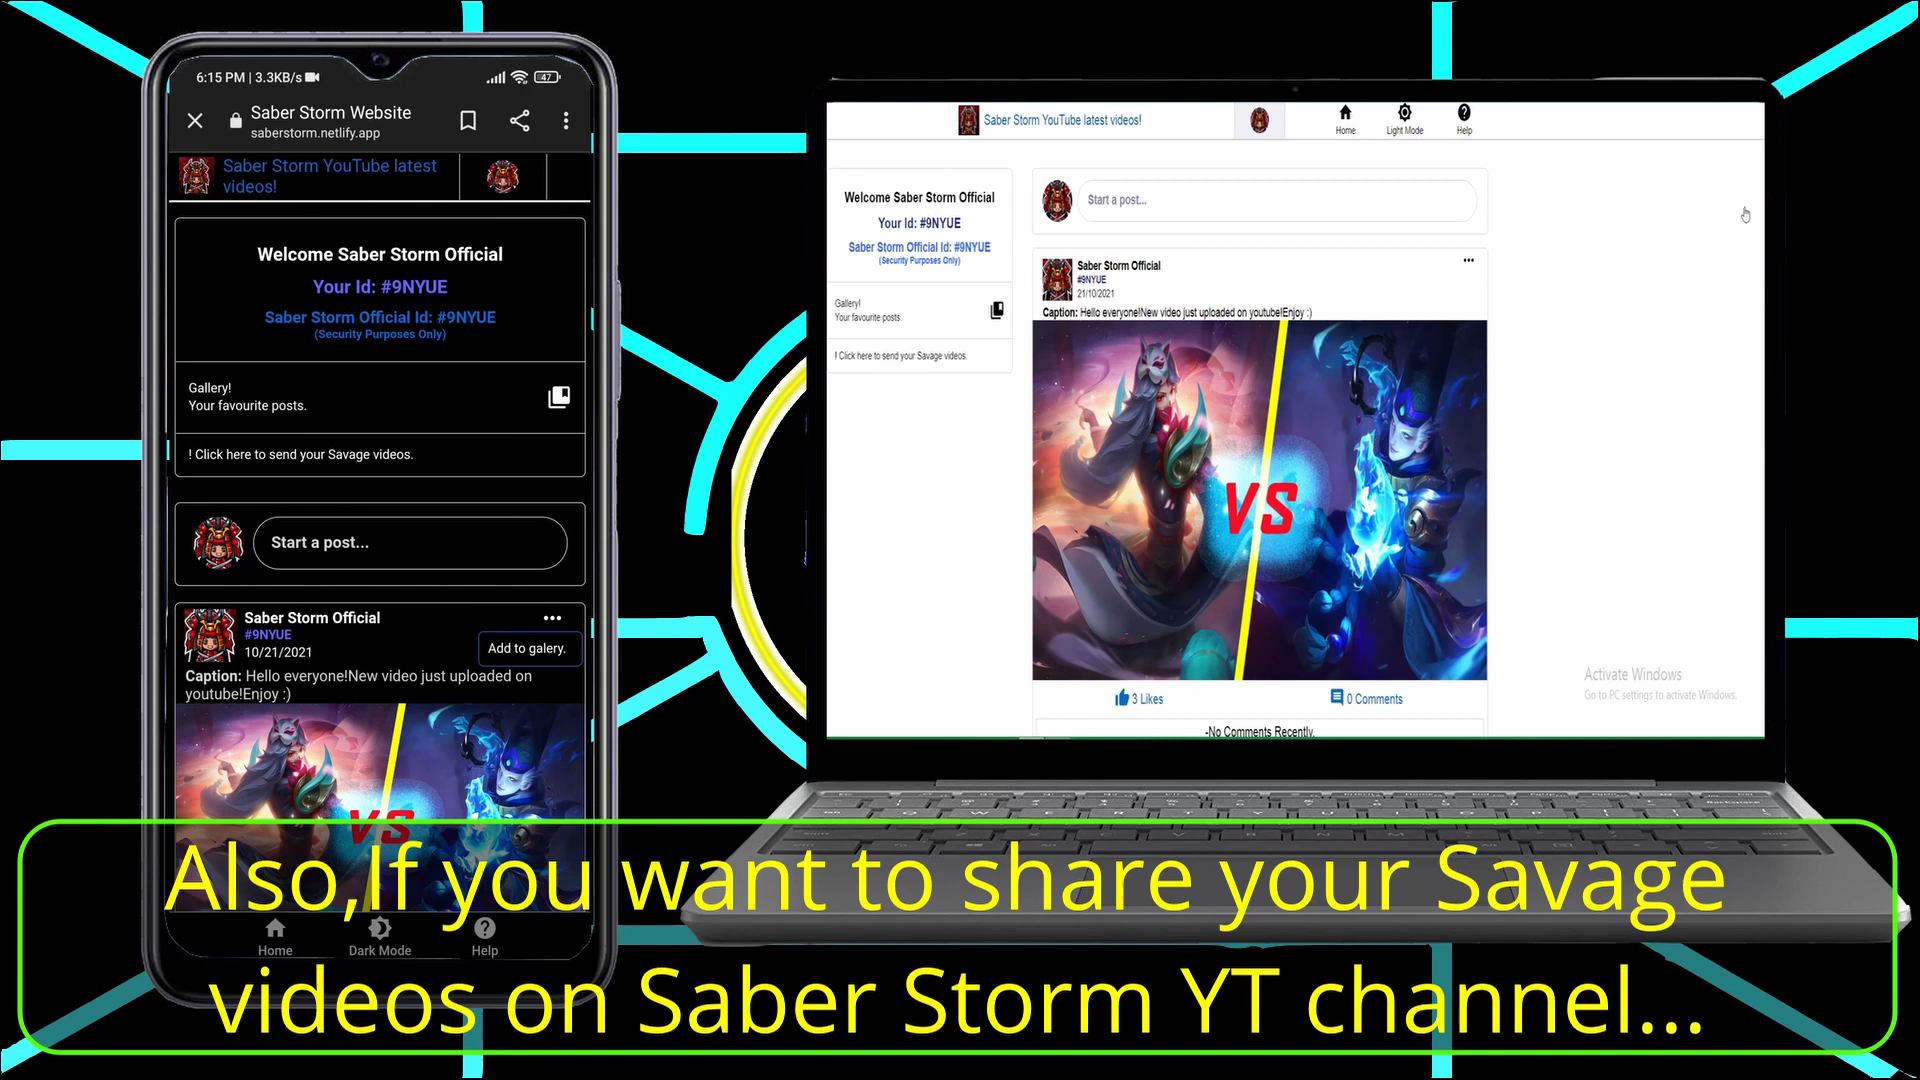 6:15 PM | 3.3KB/s
47
Saber Storm Website
saberstorm.netlify.app
Saber Storm YouTube latest
videos!
Welcome Saber Storm Official
Your Id: #9NYUE
Saber Storm Official Id: #9NYUE
(Security Purposes Only)
Gallery!
Your favourite posts.
! Click here to send your Savage videos.
Start a post...
Saber Storm Official
#9NYUE
10/21/2021
Add to galery.
Caption: Hello everyone!New video just uploaded on
youtube!Enjoy :)
VS
Home
Dark Mode
Help
Saber Storm YouTube latest videos!
Home
Light Mode
Help
Welcome Saber Storm Official
Your Id: #9NYUE
Saber Storm Official Id: #9NYUE
(Security Purposes Only)
Gallery!
Your favourite posts.
! Click here to send your Savage videos.
Start a post...
Saber Storm Official
#9NYUE
21/10/2021
Caption: Hello everyone!New video just uploaded on youtube!Enjoy :)
VS
3 Likes
0 Comments
-No Comments Recently.
Activate Windows
Go to PC settings to activate Windows.
Also,If you want to share your Savage
videos on Saber Storm YT channel...